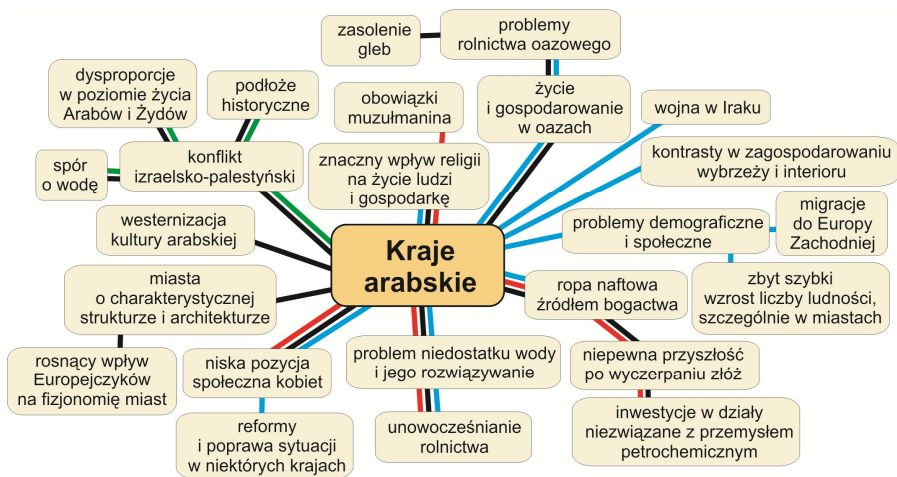 zasolenie
gleb
problemy
rolnictwa oazowego
dysproporcje
w poziomie życia
Arabów i Żydów
podłoże
historyczne
obowiązki
muzułmanina
życie
i gospodarowanie
w oazach
wojna w Iraku
spór
o wodę
konflikt
izraelsko-palestyński
znaczny wpływ religii
na życie ludzi
i gospodarkę
kontrasty w zagospodarowaniu
wybrzeży i interioru
westernizacja
kultury arabskiej
Kraje
arabskie
problemy demograficzne
i społeczne
migracje
do Europy
Zachodniej
miasta
o charakterystycznej
strukturze i architekturze
ropa naftowa
źródłem bogactwa
zbyt szybki
wzrost liczby ludności,
szczególnie w miastach
rosnący wpływ
Europejczyków
na fizjonomię miast
niska pozycja
społeczna kobiet
problem niedostatku wody
i jego rozwiązywanie
niepewna przyszłość
po wyczerpaniu złóż
reformy
i poprawa sytuacji
w niektórych krajach
unowocześnianie
rolnictwa
inwestycje w działy
niezwiązane z przemysłem
petrochemicznym